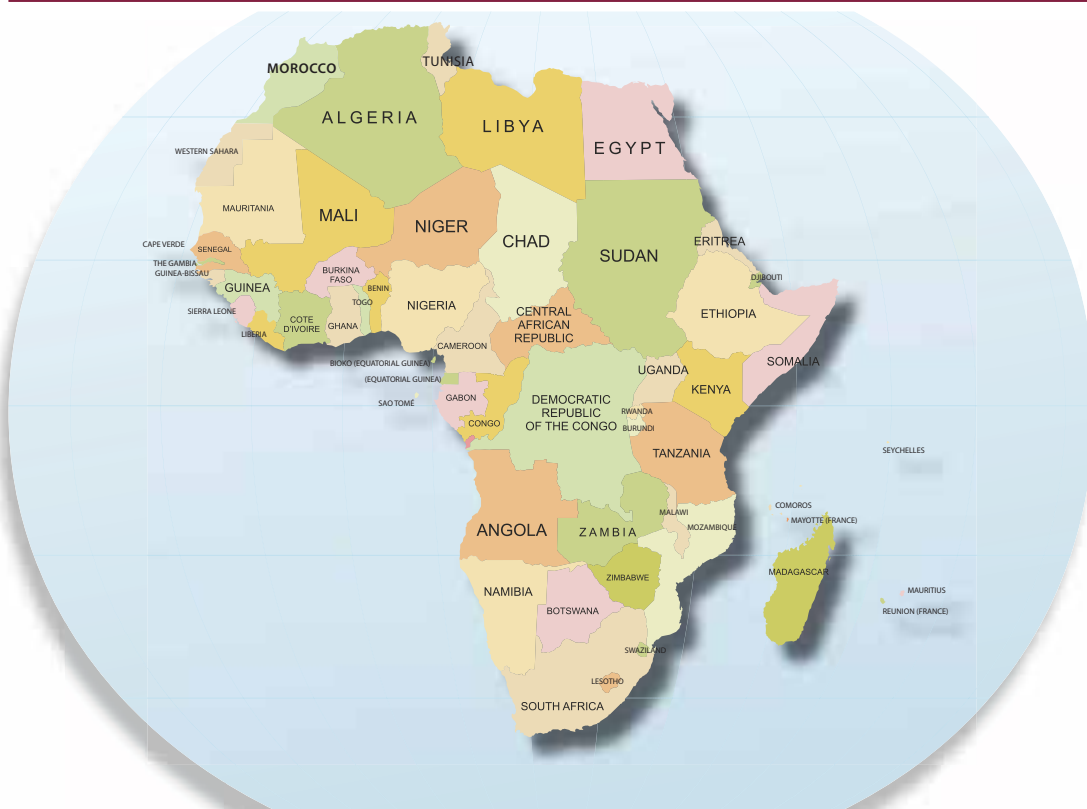 MOROCCO
TUNISIA
ALGERIA
LIBYA
EGYPT
WESTERN SAHARA
MAURITANIA
MALI
NIGER
CHAD
SUDAN
ERITREA
CAPE VERDE
SENEGAL
THE GAMBIA
GUINEA-BISSAU
BURKINA
FASO
DJIBOUTI
GUINEA
BENIN
TOGO
NIGERIA
ETHIOPIA
SIERRA LEONE
COTE
D'IVOIRE
GHANA
LIBERIA
CENTRAL
AFRICAN
REPUBLIC
CAMEROON
BIOKO (EQUATORIAL GUINEA)
(EQUATORIAL GUINEA)
SOMALIA
UGANDA
KENYA
SAO TOMÉ
GABON
CONGO
DEMOCRATIC
REPUBLIC
OF THE CONGO
RWANDA
BURUNDI
TANZANIA
SEYCHELLES
COMOROS
MAYOTTE (FRANCE)
ANGOLA
ZAMBIA
MALAWI
MOZAMBIQUE
MADAGASCAR
NAMIBIA
ZIMBABWE
BOTSWANA
MAURITIUS
REUNION (FRANCE)
SWAZILAND
LESOTHO
SOUTH AFRICA